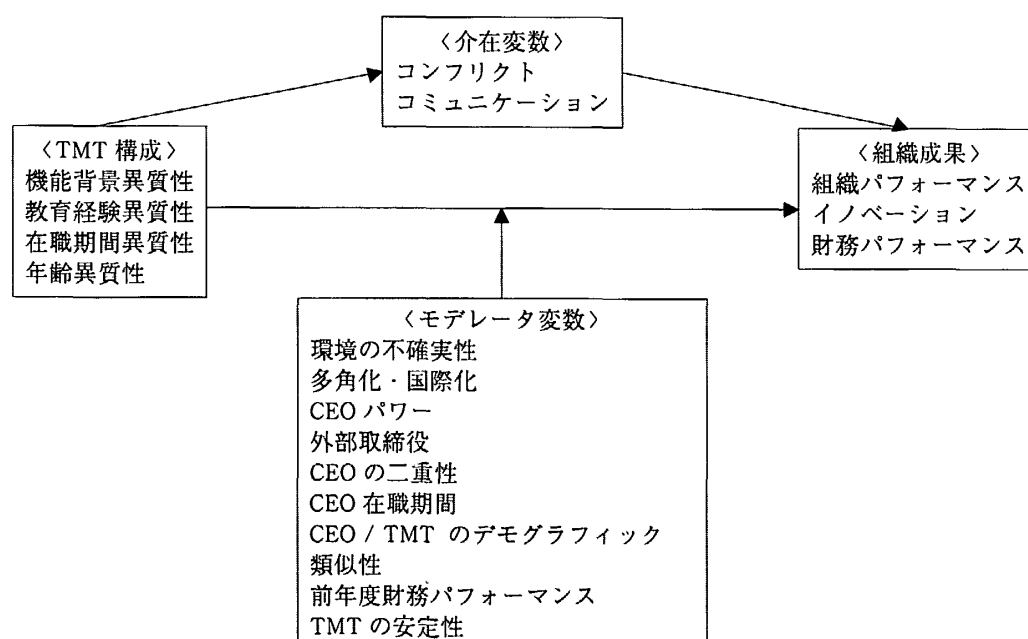 〈介在変数〉
コンフリクト
コミュニケーション
〈TMT 構成〉
機能背景異質性
教育経験異質性
在職期間異質性
年齢異質性
〈組織成果〉
組織パフォーマンス
イノベーション
財務パフォーマンス
〈モデレータ変数〉
環境の不確実性
多角化・国際化
CEO パワー
外部取締役
CEO の二重性
CEO 在職期間
CEO / TMT のデモグラフィック
類似性
前年度財務パフォーマンス
TMT の安定性